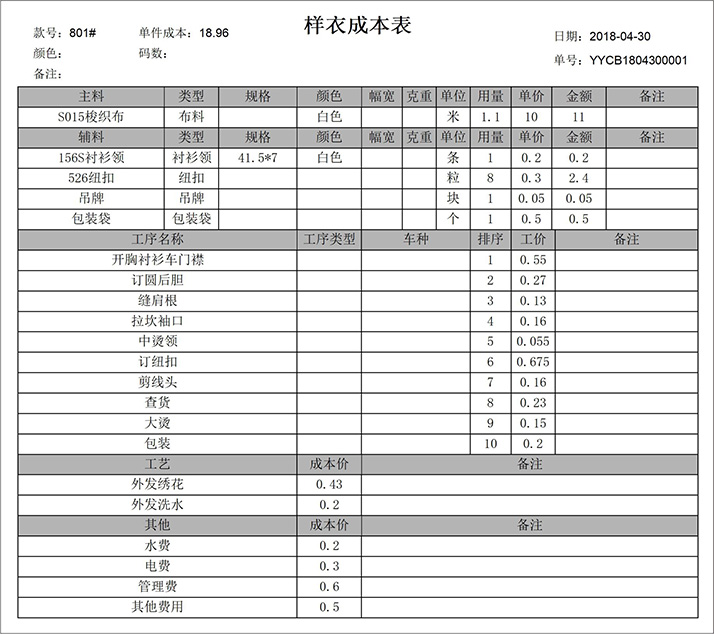 样衣成本表
款号：801# 单件成本：18.96 日期：2018-04-30
颜色： 码数： 单号：YYCB1804300001
备注：
主料 类型 规格 颜色 幅宽 克重 单位 用量 单价 金额 备注
S015梭织布 布料 白色 米 1.1 10 11
辅料 类型 规格 颜色 幅宽 克重 单位 用量 单价 金额 备注
156S衬衫领 衬衫领 41.5*7 白色 条 1 0.2 0.2
526纽扣 纽扣 粒 8 0.3 2.4
吊牌 吊牌 块 1 0.05 0.05
包装袋 包装袋 个 1 0.5 0.5
工序名称 工序类型 车种 排序 工价 备注
开胸衬衫车门襟 1 0.55
订圆后胆 2 0.27
缝肩根 3 0.13
拉坎袖口 4 0.16
中烫领 5 0.055
订纽扣 6 0.675
剪线头 7 0.16
查货 8 0.23
大烫 9 0.15
包装 10 0.2
工艺 成本价 备注
外发绣花 0.43
外发洗水 0.2
其他 成本价 备注
水费 0.2
电费 0.3
管理费 0.6
其他费用 0.5